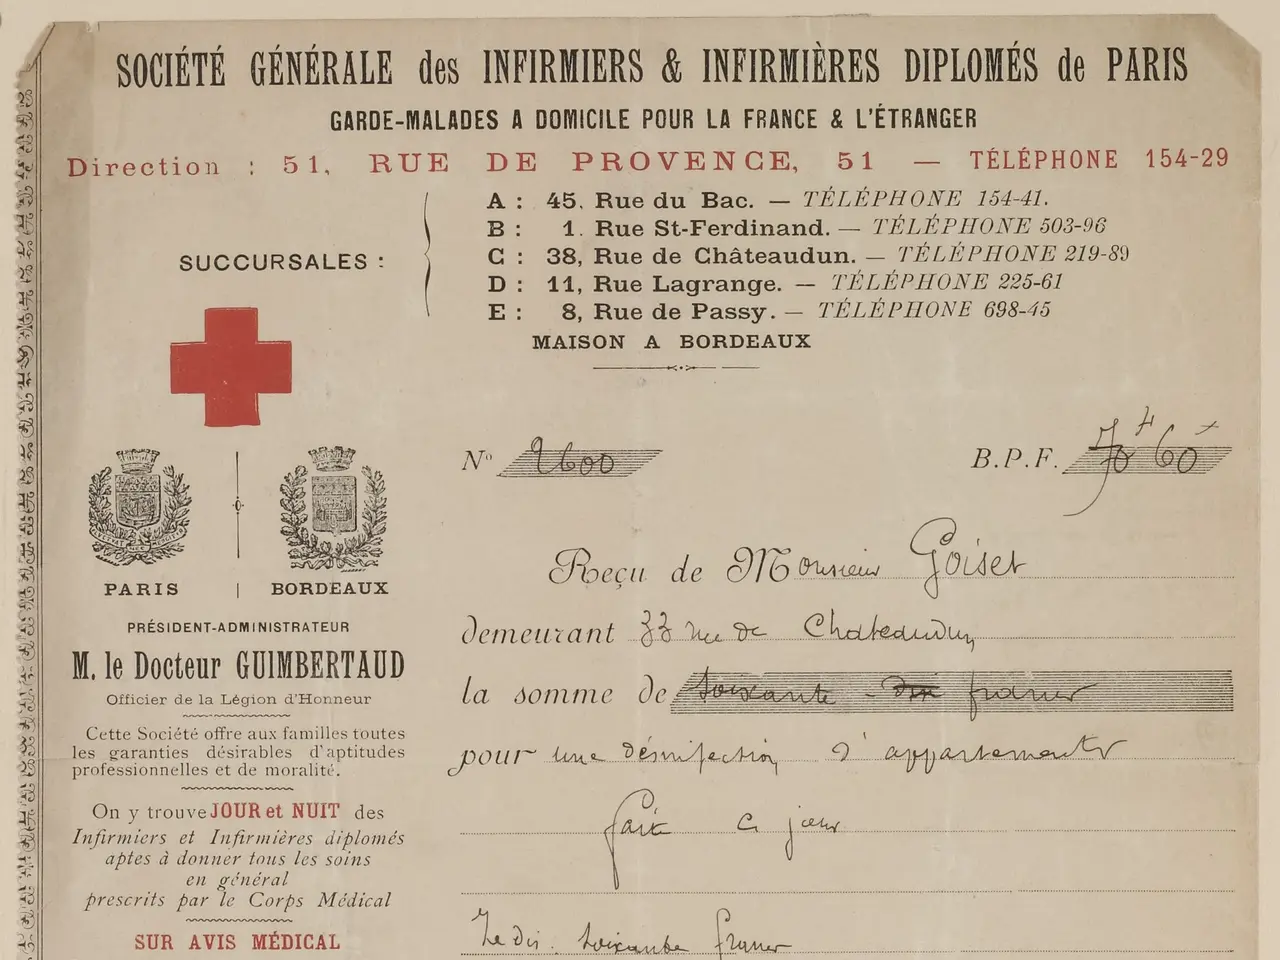 SOCIÉTÉ GÉNÉRALE des INFIRMIERS & INFIRMIÈRES DIPLOMÉS de PARIS
GARDE-MALADES A DOMICILE POUR LA FRANCE & L'ÉTRANGER
Direction : 51, RUE DE PROVENCE, 51 — TÉLÉPHONE 154-29
SUCCURSALES :
A : 45, Rue du Bac. — TÉLÉPHONE 154-41.
B : 1. Rue St-Ferdinand. — TÉLÉPHONE 503-96
C : 38, Rue de Châteaudun. — TÉLÉPHONE 219-89
D : 11, Rue Lagrange. — TÉLÉPHONE 225-61
E : 8, Rue de Passy. — TÉLÉPHONE 698-45
MAISON A BORDEAUX
PARIS | BORDEAUX
PRÉSIDENT-ADMINISTRATEUR
M. le Docteur GUIMBERTAUD
Officier de la Légion d'Honneur
Cette Société offre aux familles toutes
les garanties désirables d'aptitudes
professionnelles et de moralité.
On y trouve JOUR et NUIT des
Infirmiers et Infirmières diplomés
aptes à donner tous les soins
en général
prescrits par le Corps Médical
SUR AVIS MÉDICAL
Nº 2600
B.P.F. 60
Reçu de Monsieur Goiset
demeurant 33 rue de Chateaudun
la somme de soixante dix francs
pour une désinfection d'appartements
fait ce jour
Je dis. soixante francs